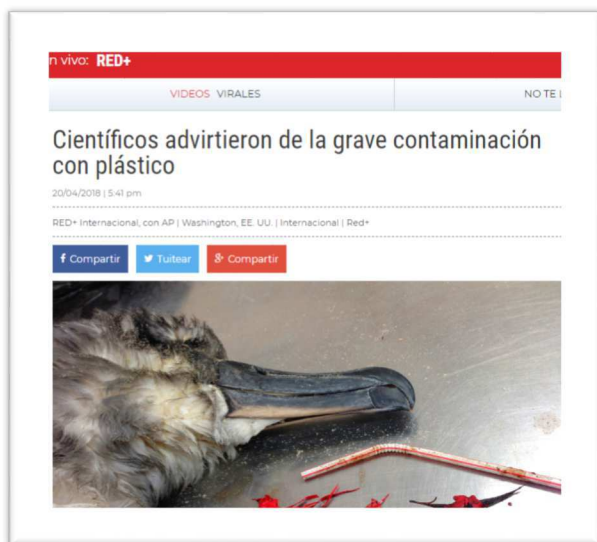 n vivo: RED+
VIDEOS VIRALES NO TE
Científicos advirtieron de la grave contaminación
con plástico
20/04/2018 | 5:41 pm
RED+ Internacional, con AP | Washington, EE. UU. | Internacional | Red+
Compartir Tuitear Compartir